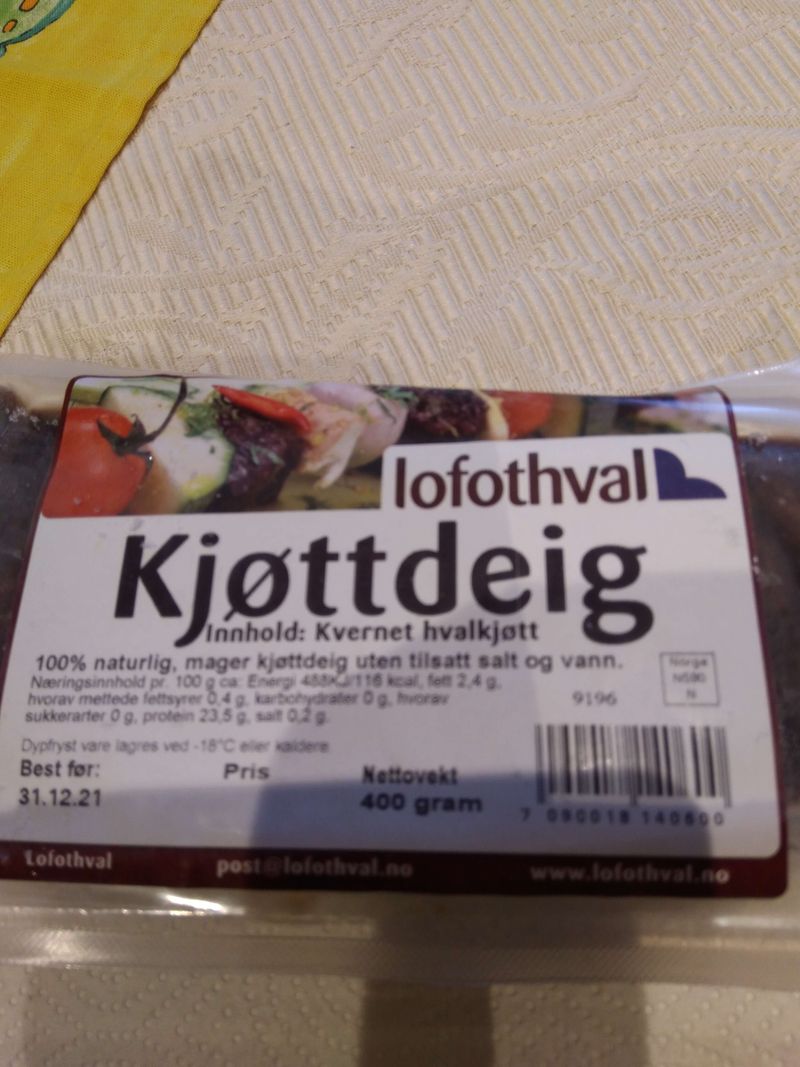 lofothval
Kjøttdeig
Innhold: Kvernet hvalkjøtt
100% naturlig, mager kjøttdeig uten tilsatt salt og vann.
Næringsinnhold pr. 100 g ca: Energi 488KJ/116 kcal, fett 2,4 g,
hvorav mettede fettsyrer 0,4 g, karbohydrater 0 g, hvorav
sukkerarter 0 g, protein 23,5 g, salt 0,2 g.
Norge
N
9196
Dypfryst vare lagres ved -18°C eller kaldere
Best før:
31.12.21
Pris
Nettovekt
400 gram
7 090018 140600
Lofothval
post@lofothval.no
www.lofothval.no